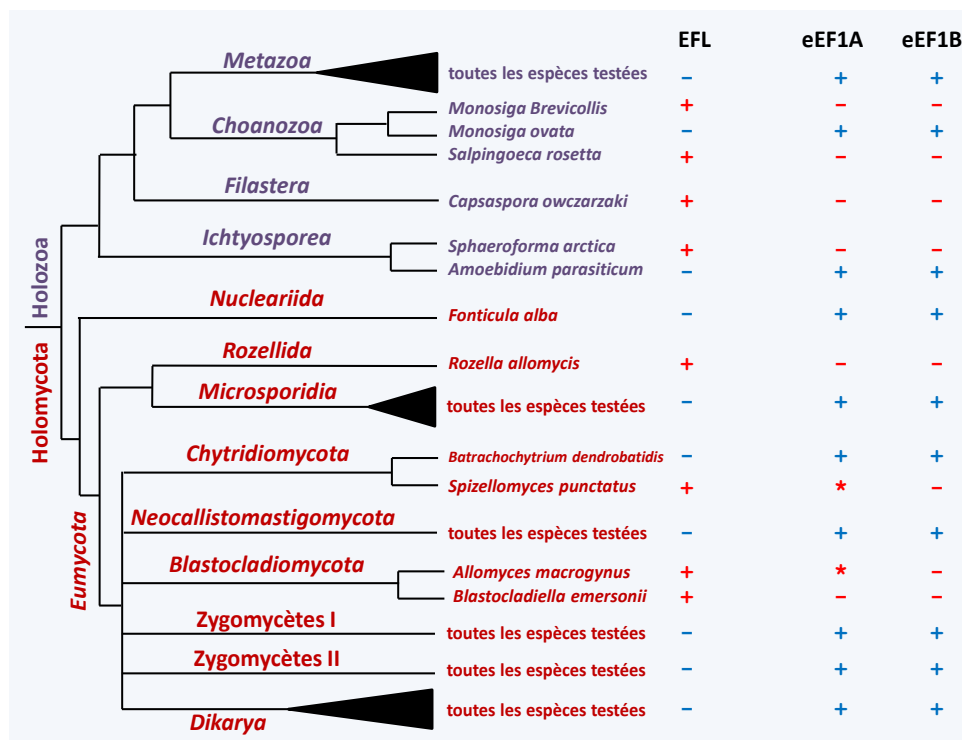 EFL eEF1A eEF1B
Metazoa toutes les espèces testées – + +
Monosiga Brevicollis + – –
Choanozoa Monosiga ovata – + +
Salpingoeca rosetta + – –
Filastera Capsaspora owczarzaki + – –
Ichtyosporea Sphaeroforma arctica + – –
Amoebidium parasiticum – + +
Holozoa
Nucleariida Fonticula alba – + +
Holomycota
Rozellida Rozella allomycis + – –
Microsporidia toutes les espèces testées – + +
Chytridiomycota Batrachochytrium dendrobatidis – + +
Spizellomyces punctatus + * –
Neocallistomastigomycota toutes les espèces testées – + +
Eumycota
Blastocladiomycota Allomyces macrogynus + * –
Blastocladiella emersonii + – –
Zygomycètes I toutes les espèces testées – + +
Zygomycètes II toutes les espèces testées – + +
Dikarya toutes les espèces testées – + +